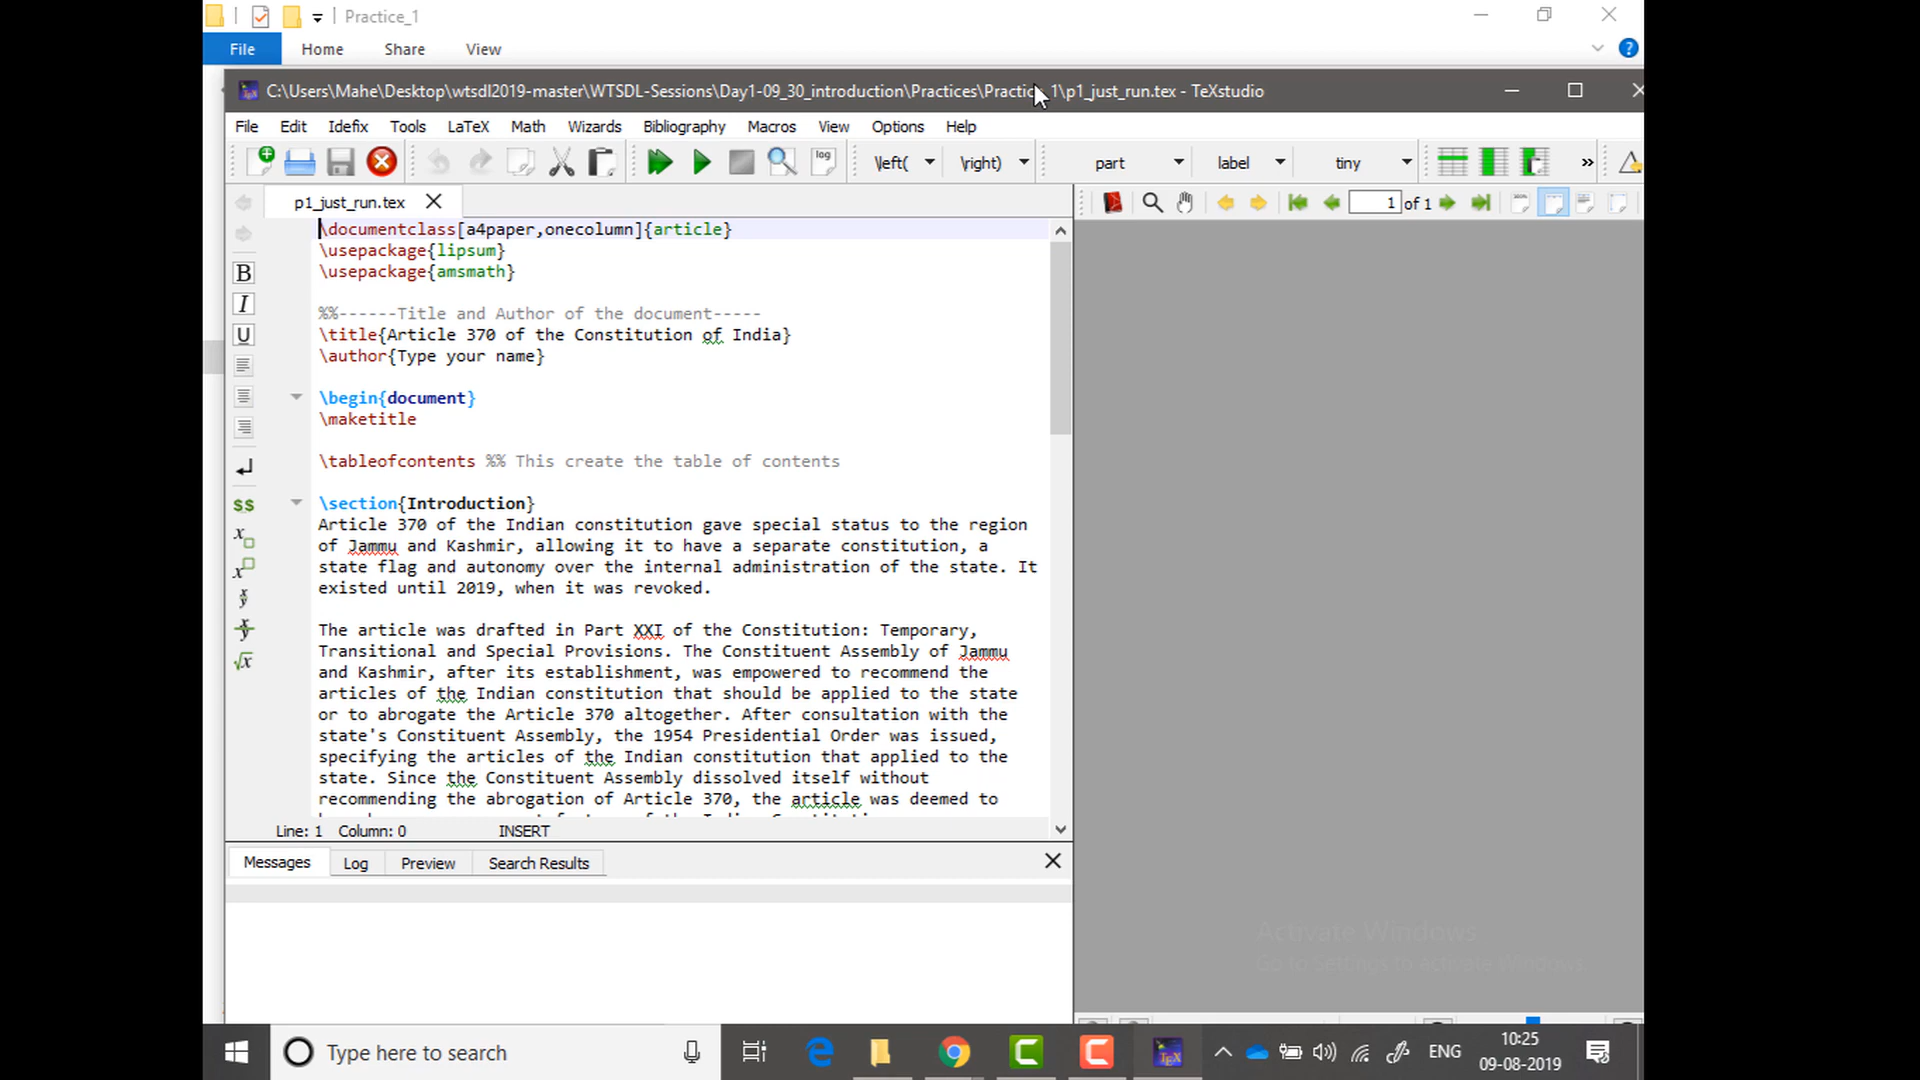 Practice_1
File Home Share View
C:\Users\Mahe\Desktop\wtsdl2019-master\WTSDL-Sessions\Day1-09_30_introduction\Practices\Practic 1\p1_just_run.tex - TeXstudio
File Edit Idefix Tools LaTeX Math Wizards Bibliography Macros View Options Help
log \left( \right) part label tiny »
p1_just_run.tex
1 of 1
\documentclass[a4paper,onecolumn]{article}
\usepackage{lipsum}
\usepackage{amsmath}
%%------Title and Author of the document-----
\title{Article 370 of the Constitution of India}
\author{Type your name}
\begin{document}
\maketitle
\tableofcontents %% This create the table of contents
\section{Introduction}
Article 370 of the Indian constitution gave special status to the region
of Jammu and Kashmir, allowing it to have a separate constitution, a
state flag and autonomy over the internal administration of the state. It
existed until 2019, when it was revoked.
The article was drafted in Part XXI of the Constitution: Temporary,
Transitional and Special Provisions. The Constituent Assembly of Jammu
and Kashmir, after its establishment, was empowered to recommend the
articles of the Indian constitution that should be applied to the state
or to abrogate the Article 370 altogether. After consultation with the
state's Constituent Assembly, the 1954 Presidential Order was issued,
specifying the articles of the Indian constitution that applied to the
state. Since the Constituent Assembly dissolved itself without
recommending the abrogation of Article 370, the article was deemed to
Line: 1 Column: 0 INSERT
Messages Log Preview Search Results
Activate Windows
Go to Settings to activate Windows.
Type here to search
ENG
10:25
09-08-2019